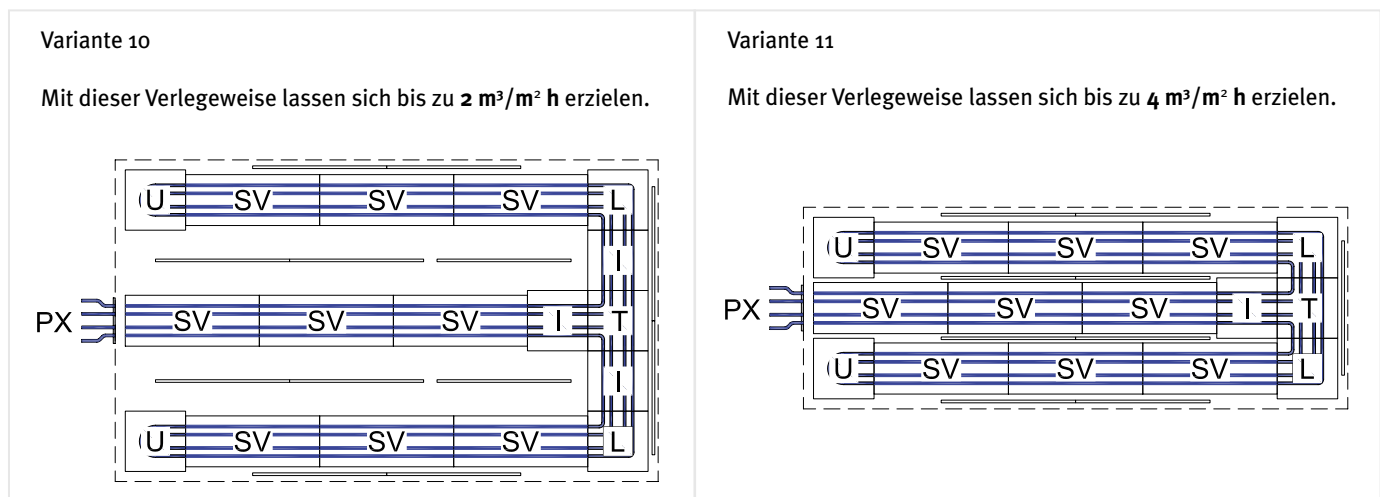 Variante 10
Mit dieser Verlegeweise lassen sich bis zu 2 m³/m² h erzielen.
U SV SV SV L
I
PX SV SV SV I T
I
U SV SV SV L
Variante 11
Mit dieser Verlegeweise lassen sich bis zu 4 m³/m² h erzielen.
U SV SV SV L
PX SV SV SV I T
U SV SV SV L